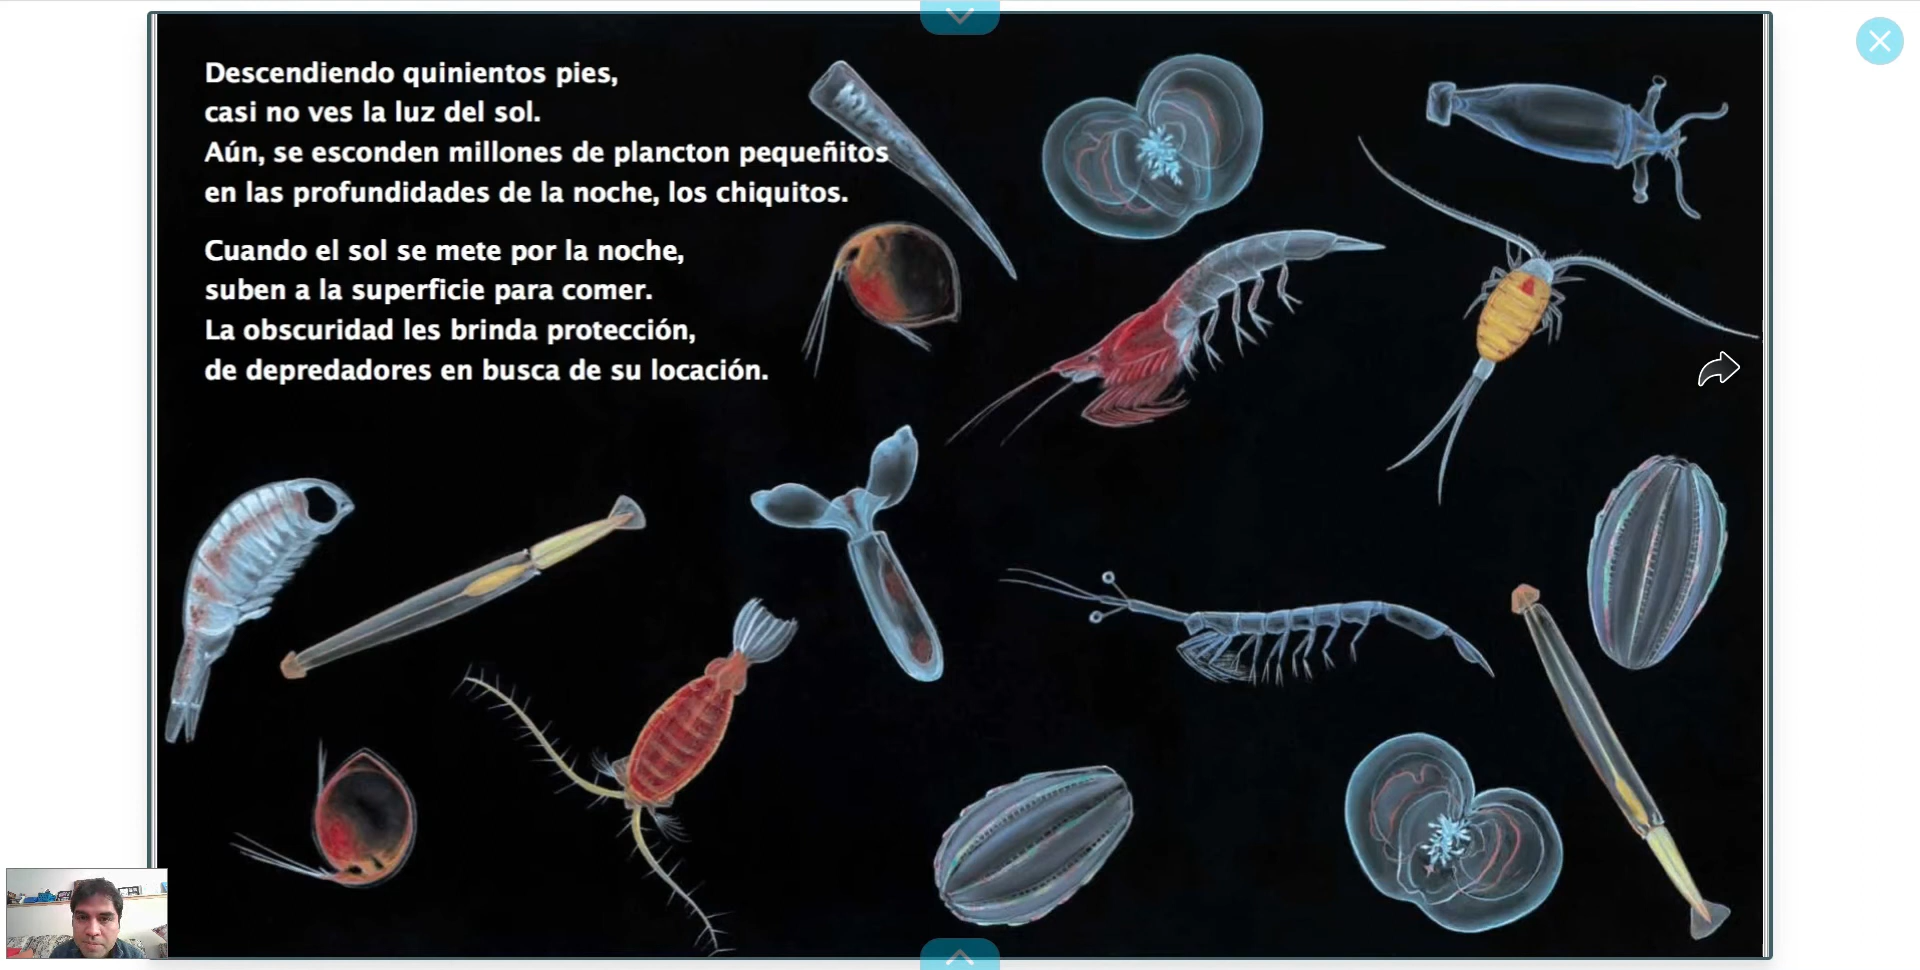 Descendiendo quinientos pies,
casi no ves la luz del sol.
Aún, se esconden millones de plancton pequeñitos
en las profundidades de la noche, los chiquitos.
Cuando el sol se mete por la noche,
suben a la superficie para comer.
La obscuridad les brinda protección,
de depredadores en busca de su locación.